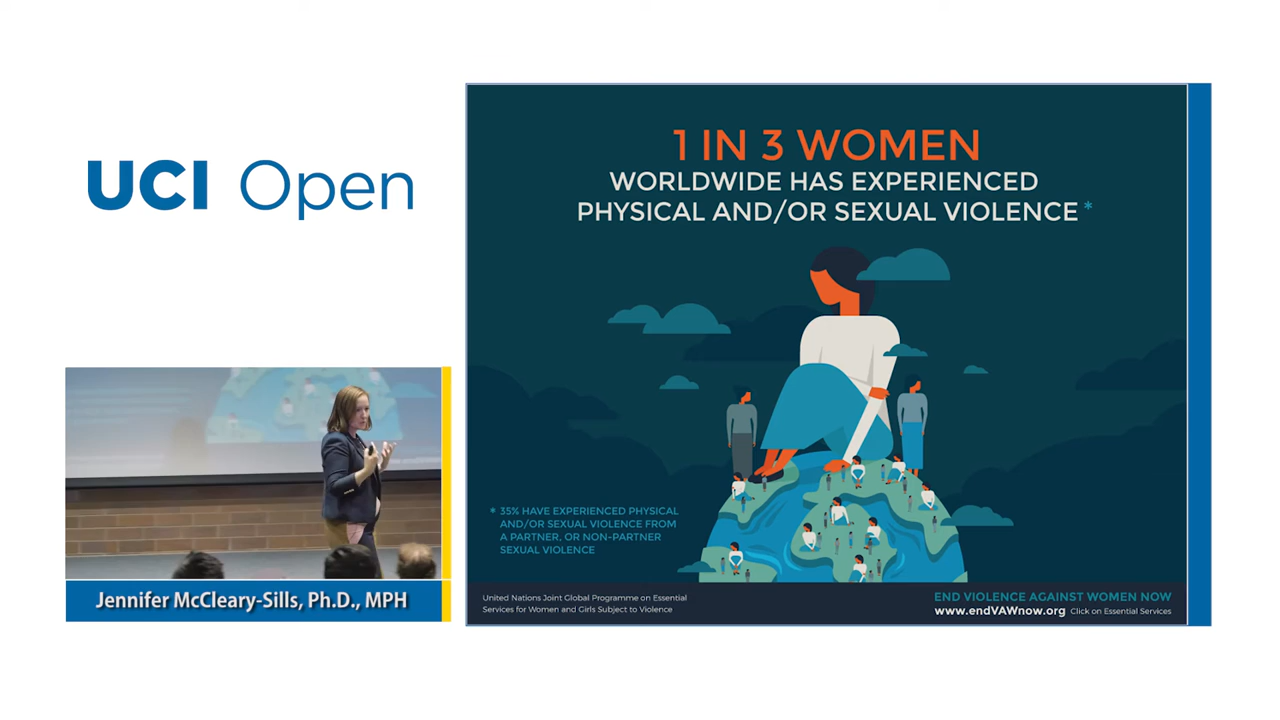 UCI Open
1 IN 3 WOMEN
WORLDWIDE HAS EXPERIENCED
PHYSICAL AND/OR SEXUAL VIOLENCE *
* 35% HAVE EXPERIENCED PHYSICAL
AND/OR SEXUAL VIOLENCE FROM
A PARTNER, OR NON-PARTNER
SEXUAL VIOLENCE
United Nations Joint Global Programme on Essential
Services for Women and Girls Subject to Violence
END VIOLENCE AGAINST WOMEN NOW
www.endVAWnow.org Click on Essential Services
Jennifer McCleary-Sills, Ph.D., MPH